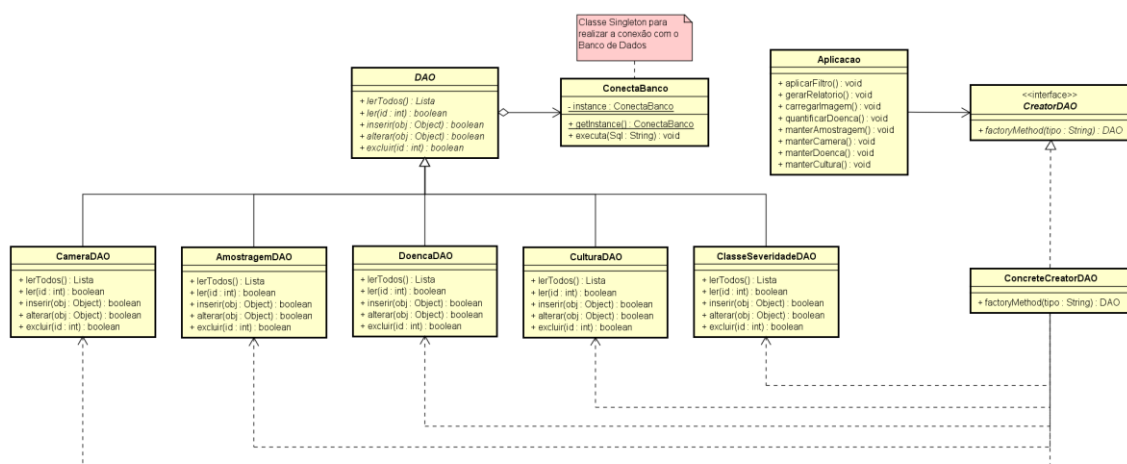 Classe Singleton para
realizar a conexão com o
Banco de Dados
DAO
+ lerTodos() : Lista
+ ler(id : int) : boolean
+ inserir(obj : Object) : boolean
+ alterar(obj : Object) : boolean
+ excluir(id : int) : boolean
ConectaBanco
- instance : ConectaBanco
+ getInstance() : ConectaBanco
+ executa(Sql : String) : void
Aplicacao
+ aplicarFiltro() : void
+ gerarRelatorio() : void
+ carregarImagem() : void
+ quantificarDoenca() : void
+ manterAmostragem() : void
+ manterCamera() : void
+ manterDoenca() : void
+ manterCultura() : void
<<interface>>
CreatorDAO
+ factoryMethod(tipo : String) : DAO
CameraDAO
+ lerTodos() : Lista
+ ler(id : int) : boolean
+ inserir(obj : Object) : boolean
+ alterar(obj : Object) : boolean
+ excluir(id : int) : boolean
AmostragemDAO
+ lerTodos() : Lista
+ ler(id : int) : boolean
+ inserir(obj : Object) : boolean
+ alterar(obj : Object) : boolean
+ excluir(id : int) : boolean
DoencaDAO
+ lerTodos() : Lista
+ ler(id : int) : boolean
+ inserir(obj : Object) : boolean
+ alterar(obj : Object) : boolean
+ excluir(id : int) : boolean
CulturaDAO
+ lerTodos() : Lista
+ ler(id : int) : boolean
+ inserir(obj : Object) : boolean
+ alterar(obj : Object) : boolean
+ excluir(id : int) : boolean
ClasseSeveridadeDAO
+ lerTodos() : Lista
+ ler(id : int) : boolean
+ inserir(obj : Object) : boolean
+ alterar(obj : Object) : boolean
+ excluir(id : int) : boolean
ConcreteCreatorDAO
+ factoryMethod(tipo : String) : DAO